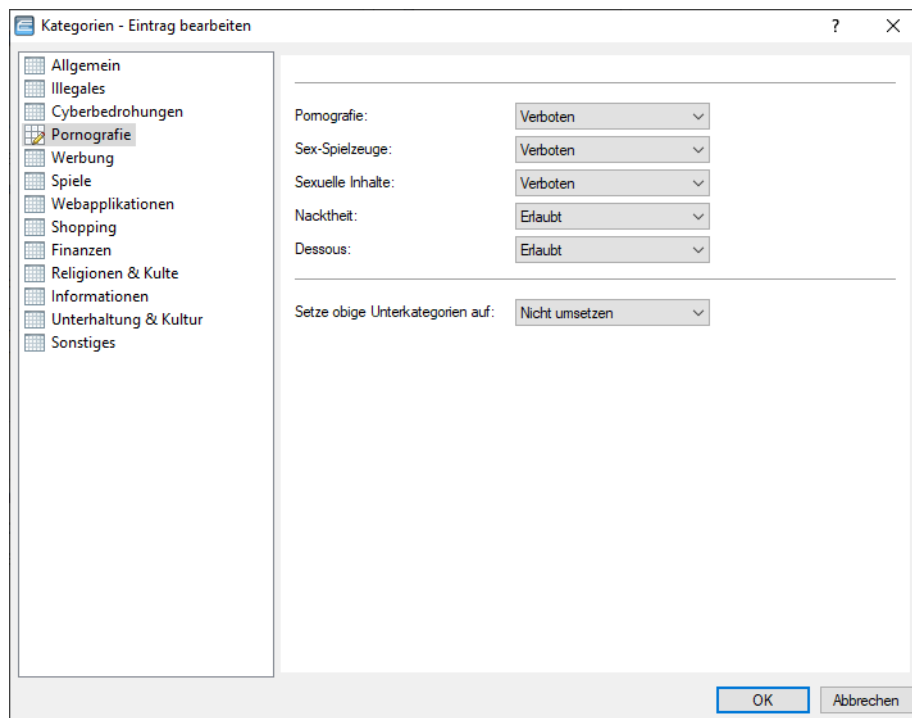 Kategorien - Eintrag bearbeiten
?
Allgemein
Illegales
Cyberbedrohungen
Pornografie
Werbung
Spiele
Webapplikationen
Shopping
Finanzen
Religionen & Kulte
Informationen
Unterhaltung & Kultur
Sonstiges
Pornografie: Verboten
Sex-Spielzeuge: Verboten
Sexuelle Inhalte: Verboten
Nacktheit: Erlaubt
Dessous: Erlaubt
Setze obige Unterkategorien auf: Nicht umsetzen
OK Abbrechen